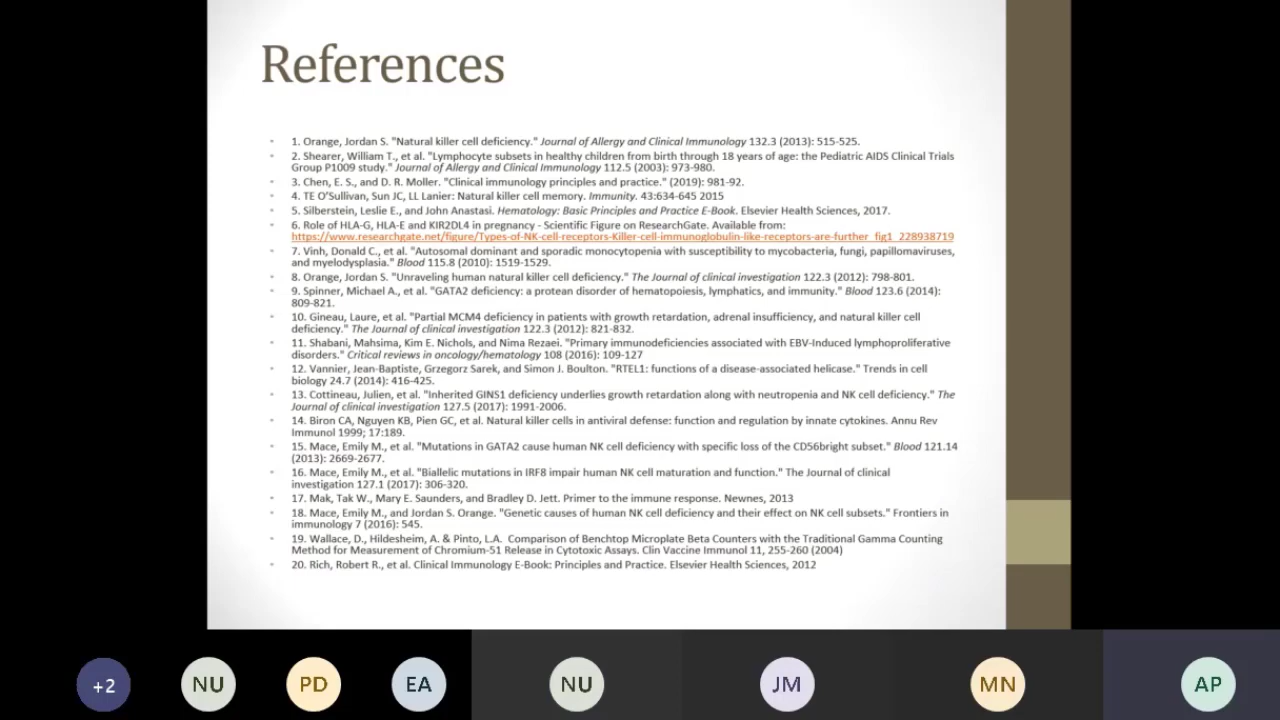 References
• 1. Orange, Jordan S. "Natural killer cell deficiency." Journal of Allergy and Clinical Immunology 132.3 (2013): 515-525.
• 2. Shearer, William T., et al. "Lymphocyte subsets in healthy children from birth through 18 years of age: the Pediatric AIDS Clinical Trials
Group P1009 study." Journal of Allergy and Clinical Immunology 112.5 (2003): 973-980.
• 3. Chen, E. S., and D. R. Moller. "Clinical immunology principles and practice." (2019): 981-92.
• 4. TE O'Sullivan, Sun JC, LL Lanier: Natural killer cell memory. Immunity. 43:634-645 2015
• 5. Silberstein, Leslie E., and John Anastasi. Hematology: Basic Principles and Practice E-Book. Elsevier Health Sciences, 2017.
• 6. Role of HLA-G, HLA-E and KIR2DL4 in pregnancy - Scientific Figure on ResearchGate. Available from:
https://www.researchgate.net/figure/Types-of-NK-cell-receptors-Killer-cell-immunoglobulin-like-receptors-are-further_fig1_228938719
• 7. Vinh, Donald C., et al. "Autosomal dominant and sporadic monocytopenia with susceptibility to mycobacteria, fungi, papillomaviruses,
and myelodysplasia." Blood 115.8 (2010): 1519-1529.
• 8. Orange, Jordan S. "Unraveling human natural killer cell deficiency." The Journal of clinical investigation 122.3 (2012): 798-801.
• 9. Spinner, Michael A., et al. "GATA2 deficiency: a protean disorder of hematopoiesis, lymphatics, and immunity." Blood 123.6 (2014):
809-821.
• 10. Gineau, Laure, et al. "Partial MCM4 deficiency in patients with growth retardation, adrenal insufficiency, and natural killer cell
deficiency." The Journal of clinical investigation 122.3 (2012): 821-832.
• 11. Shabani, Mahsima, Kim E. Nichols, and Nima Rezaei. "Primary immunodeficiencies associated with EBV-Induced lymphoproliferative
disorders." Critical reviews in oncology/hematology 108 (2016): 109-127
• 12. Vannier, Jean-Baptiste, Grzegorz Sarek, and Simon J. Boulton. "RTEL1: functions of a disease-associated helicase." Trends in cell
biology 24.7 (2014): 416-425.
• 13. Cottineau, Julien, et al. "Inherited GINS1 deficiency underlies growth retardation along with neutropenia and NK cell deficiency." The
Journal of clinical investigation 127.5 (2017): 1991-2006.
• 14. Biron CA, Nguyen KB, Pien GC, et al. Natural killer cells in antiviral defense: function and regulation by innate cytokines. Annu Rev
Immunol 1999; 17:189.
• 15. Mace, Emily M., et al. "Mutations in GATA2 cause human NK cell deficiency with specific loss of the CD56bright subset." Blood 121.14
(2013): 2669-2677.
• 16. Mace, Emily M., et al. "Biallelic mutations in IRF8 impair human NK cell maturation and function." The Journal of clinical
investigation 127.1 (2017): 306-320.
• 17. Mak, Tak W., Mary E. Saunders, and Bradley D. Jett. Primer to the immune response. Newnes, 2013
• 18. Mace, Emily M., and Jordan S. Orange. "Genetic causes of human NK cell deficiency and their effect on NK cell subsets." Frontiers in
immunology 7 (2016): 545.
• 19. Wallace, D., Hildesheim, A. & Pinto, L.A. Comparison of Benchtop Microplate Beta Counters with the Traditional Gamma Counting
Method for Measurement of Chromium-51 Release in Cytotoxic Assays. Clin Vaccine Immunol 11, 255-260 (2004)
• 20. Rich, Robert R., et al. Clinical Immunology E-Book: Principles and Practice. Elsevier Health Sciences, 2012
+2 NU PD EA NU JM MN AP